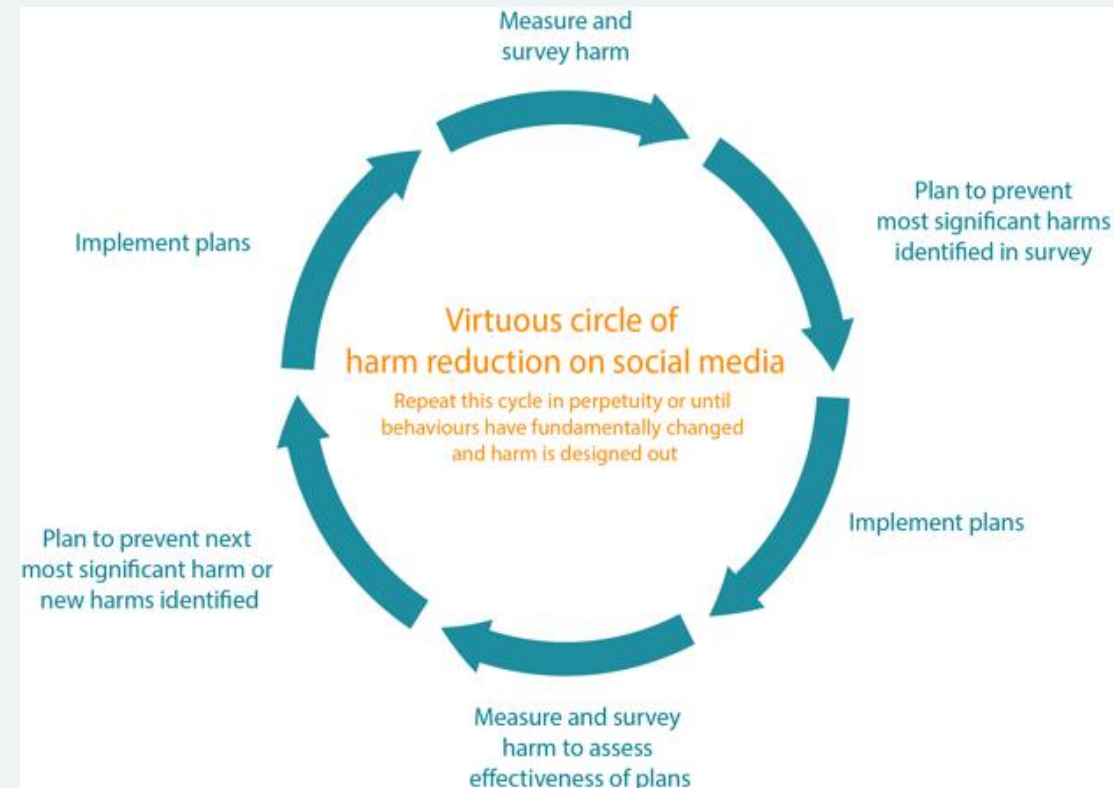 Measure and
survey harm
Plan to prevent
most significant harms
identified in survey
Implement plans
Measure and survey
harm to assess
effectiveness of plans
Plan to prevent next
most significant harm or
new harms identified
Implement plans
Virtuous circle of
harm reduction on social media
Repeat this cycle in perpetuity or until
behaviours have fundamentally changed
and harm is designed out